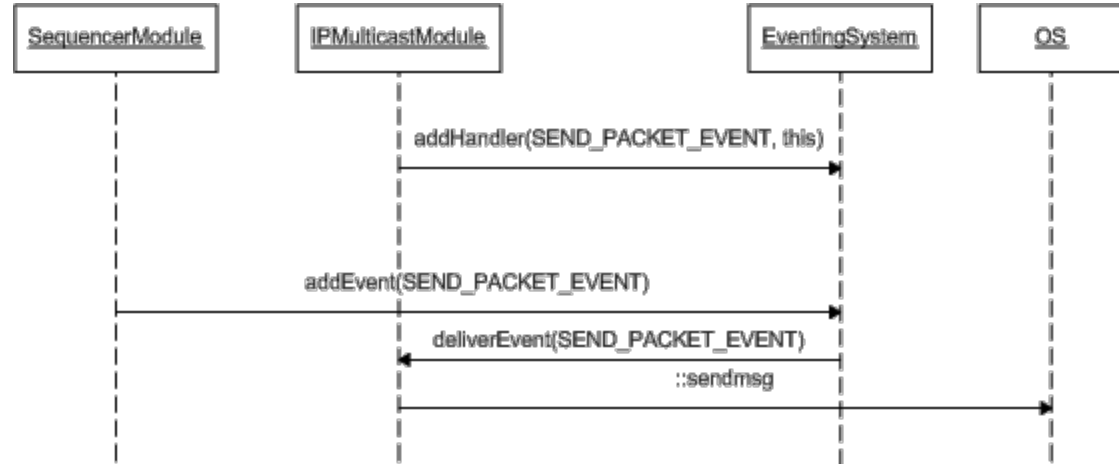 SequencerModule
IPMulticastModule
EventingSystem
OS
addHandler(SEND_PACKET_EVENT, this)
addEvent(SEND_PACKET_EVENT)
deliverEvent(SEND_PACKET_EVENT)
::sendmsg